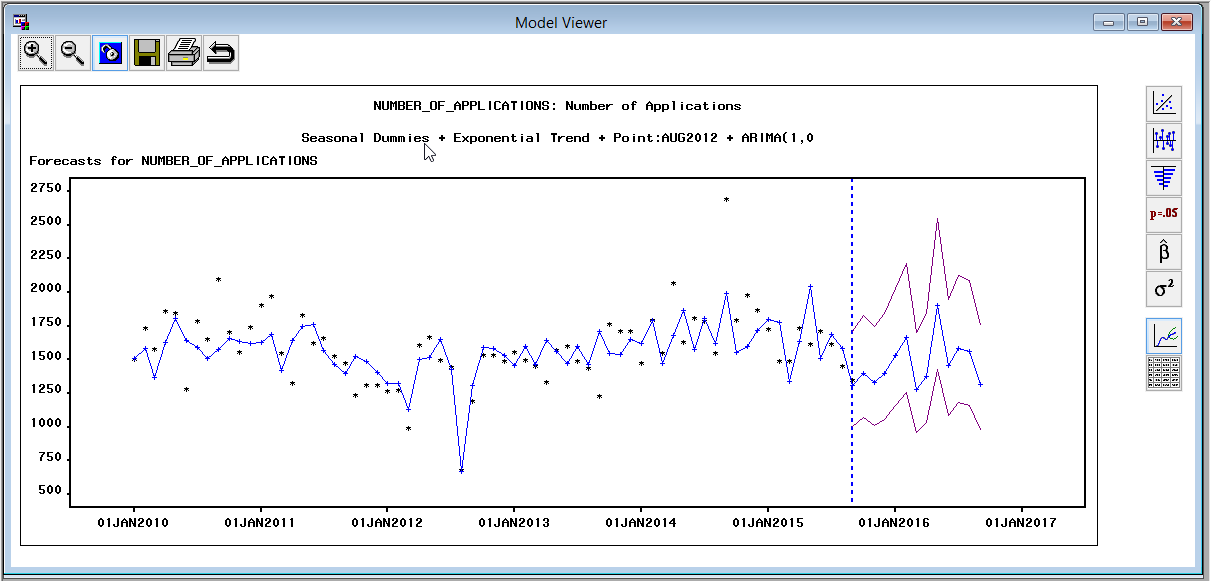 Model Viewer
NUMBER_OF_APPLICATIONS: Number of Applications
Seasonal Dummies + Exponential Trend + Point:AUG2012 + ARIMA(1,0
Forecasts for NUMBER_OF_APPLICATIONS
2750
2500
2250
2000
1750
1500
1250
1000
750
500
01JAN2010 01JAN2011 01JAN2012 01JAN2013 01JAN2014 01JAN2015 01JAN2016 01JAN2017
p=.05
β̂
σ²